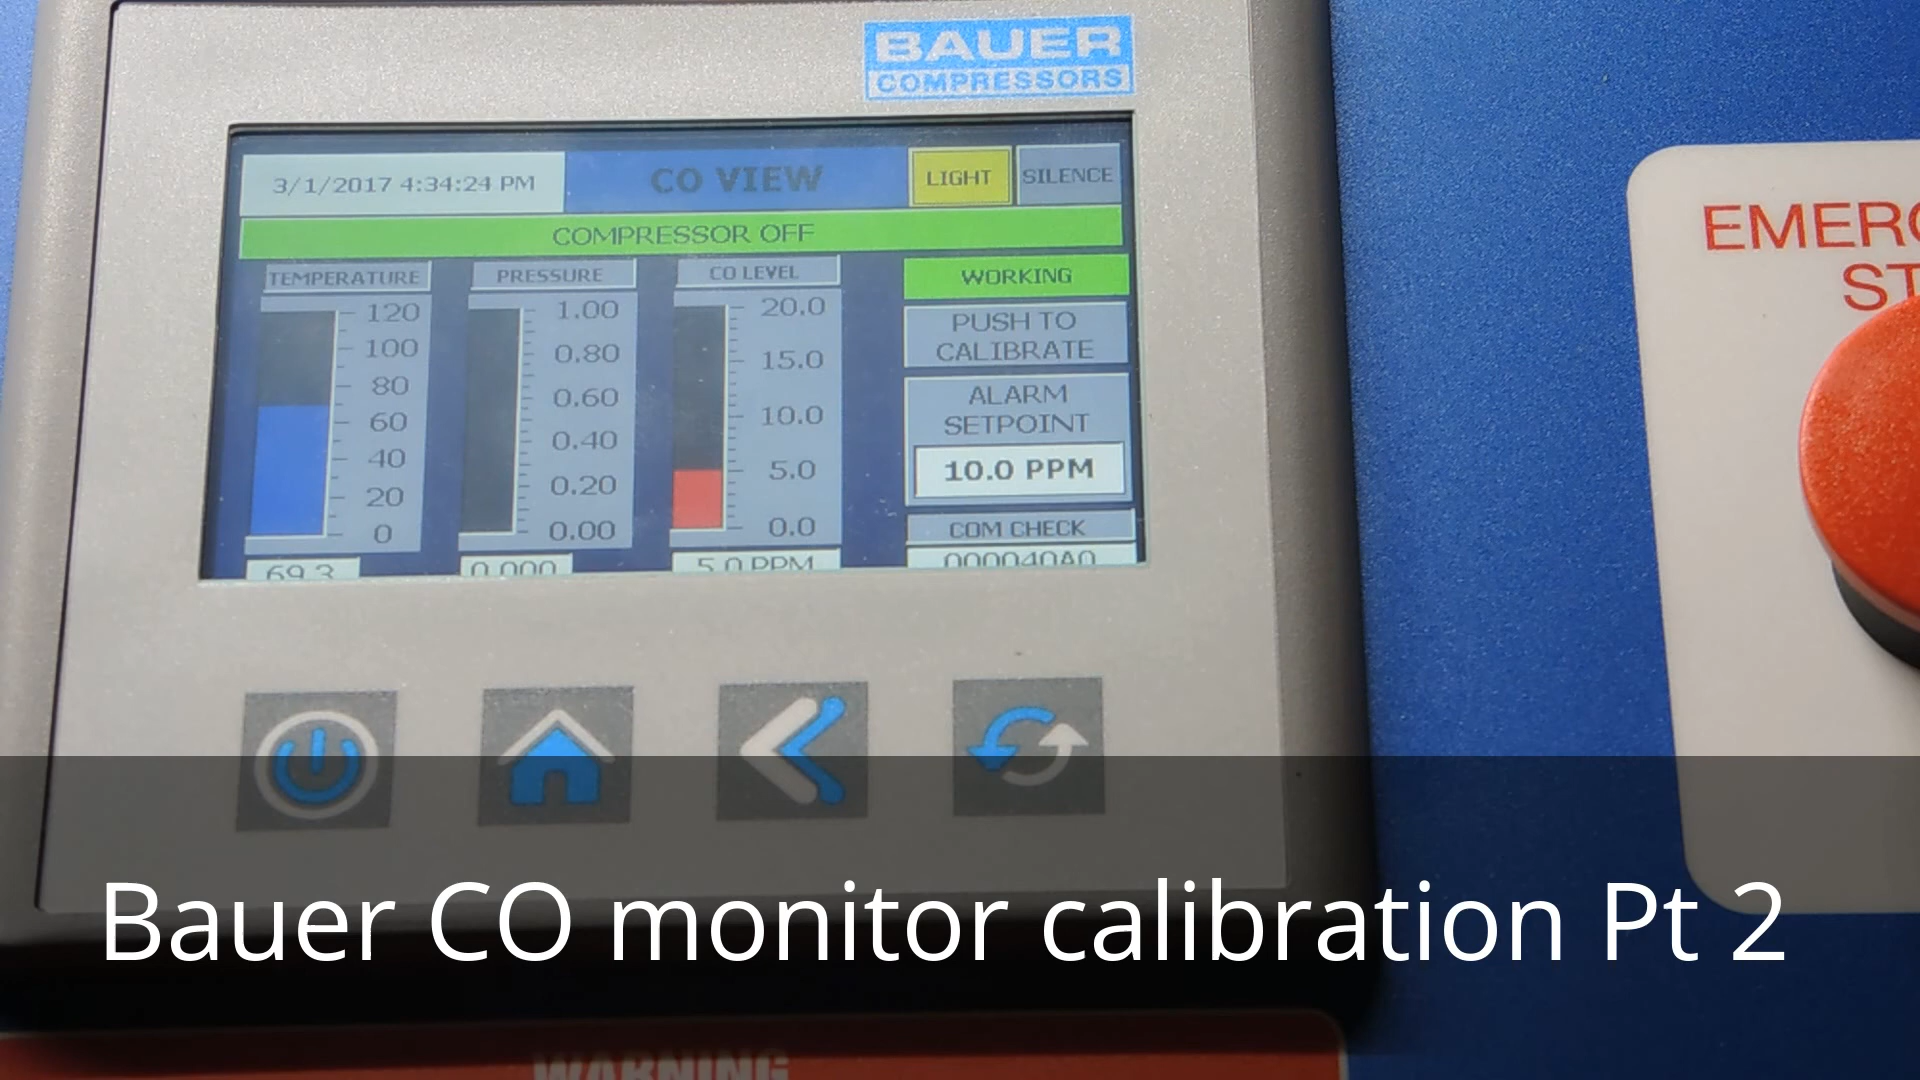 BAUER
COMPRESSORS
3/1/2017 4:34:24 PM
CO VIEW
LIGHT
SILENCE
COMPRESSOR OFF
TEMPERATURE
120
100
80
60
40
20
0
69.3
PRESSURE
1.00
0.80
0.60
0.40
0.20
0.00
0.000
CO LEVEL
20.0
15.0
10.0
5.0
0.0
5.0 PPM
WORKING
PUSH TO
CALIBRATE
ALARM
SETPOINT
10.0 PPM
COM CHECK
000040A0
EMERG
ST
Bauer CO monitor calibration Pt 2
WARNING